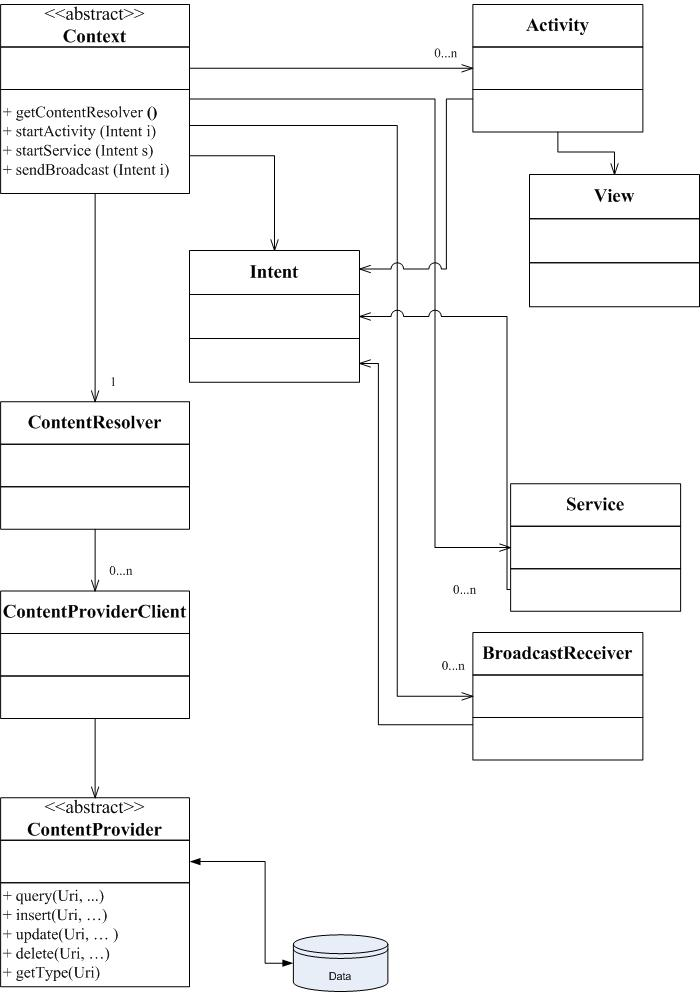 <<abstract>>
Context
+ getContentResolver ()
+ startActivity (Intent i)
+ startService (Intent s)
+ sendBroadcast (Intent i)
0...n
Activity
View
Intent
1
ContentResolver
0...n
ContentProviderClient
Service
0...n
0...n
BroadcastReceiver
<<abstract>>
ContentProvider
+ query(Uri, ...)
+ insert(Uri, …)
+ update(Uri, … )
+ delete(Uri, …)
+ getType(Uri)
Data